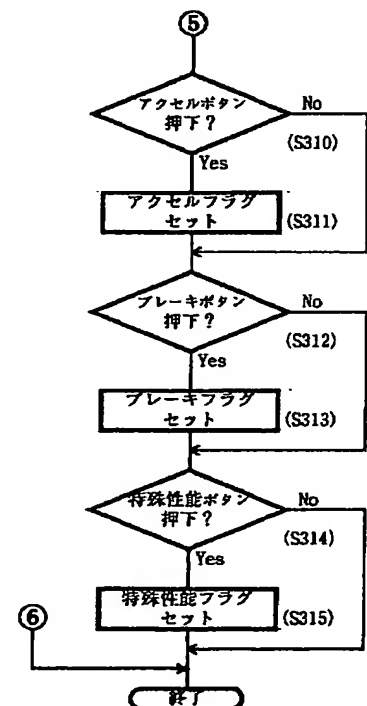 ⑤
アクセルボタン
押下?
No
(S310)
Yes
アクセルフラグ
セット
(S311)
ブレーキボタン
押下?
No
(S312)
Yes
ブレーキフラグ
セット
(S313)
特殊性能ボタン
押下?
No
(S314)
Yes
特殊性能フラグ
セット
(S315)
⑥
終了